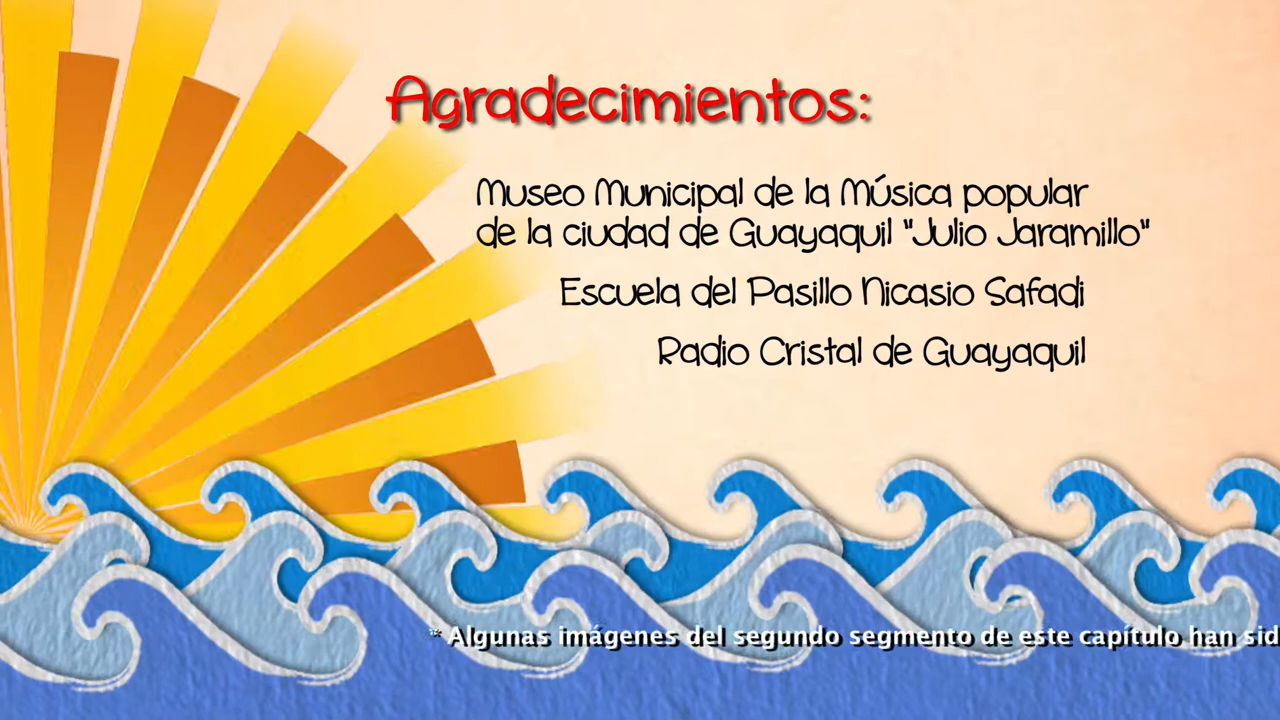 Agradecimientos:
Museo Municipal de la Música popular
de la ciudad de Guayaquil "Julio Jaramillo"
Escuela del Pasillo Nicasio Safadi
Radio Cristal de Guayaquil
* Algunas imágenes del segundo segmento de este capítulo han